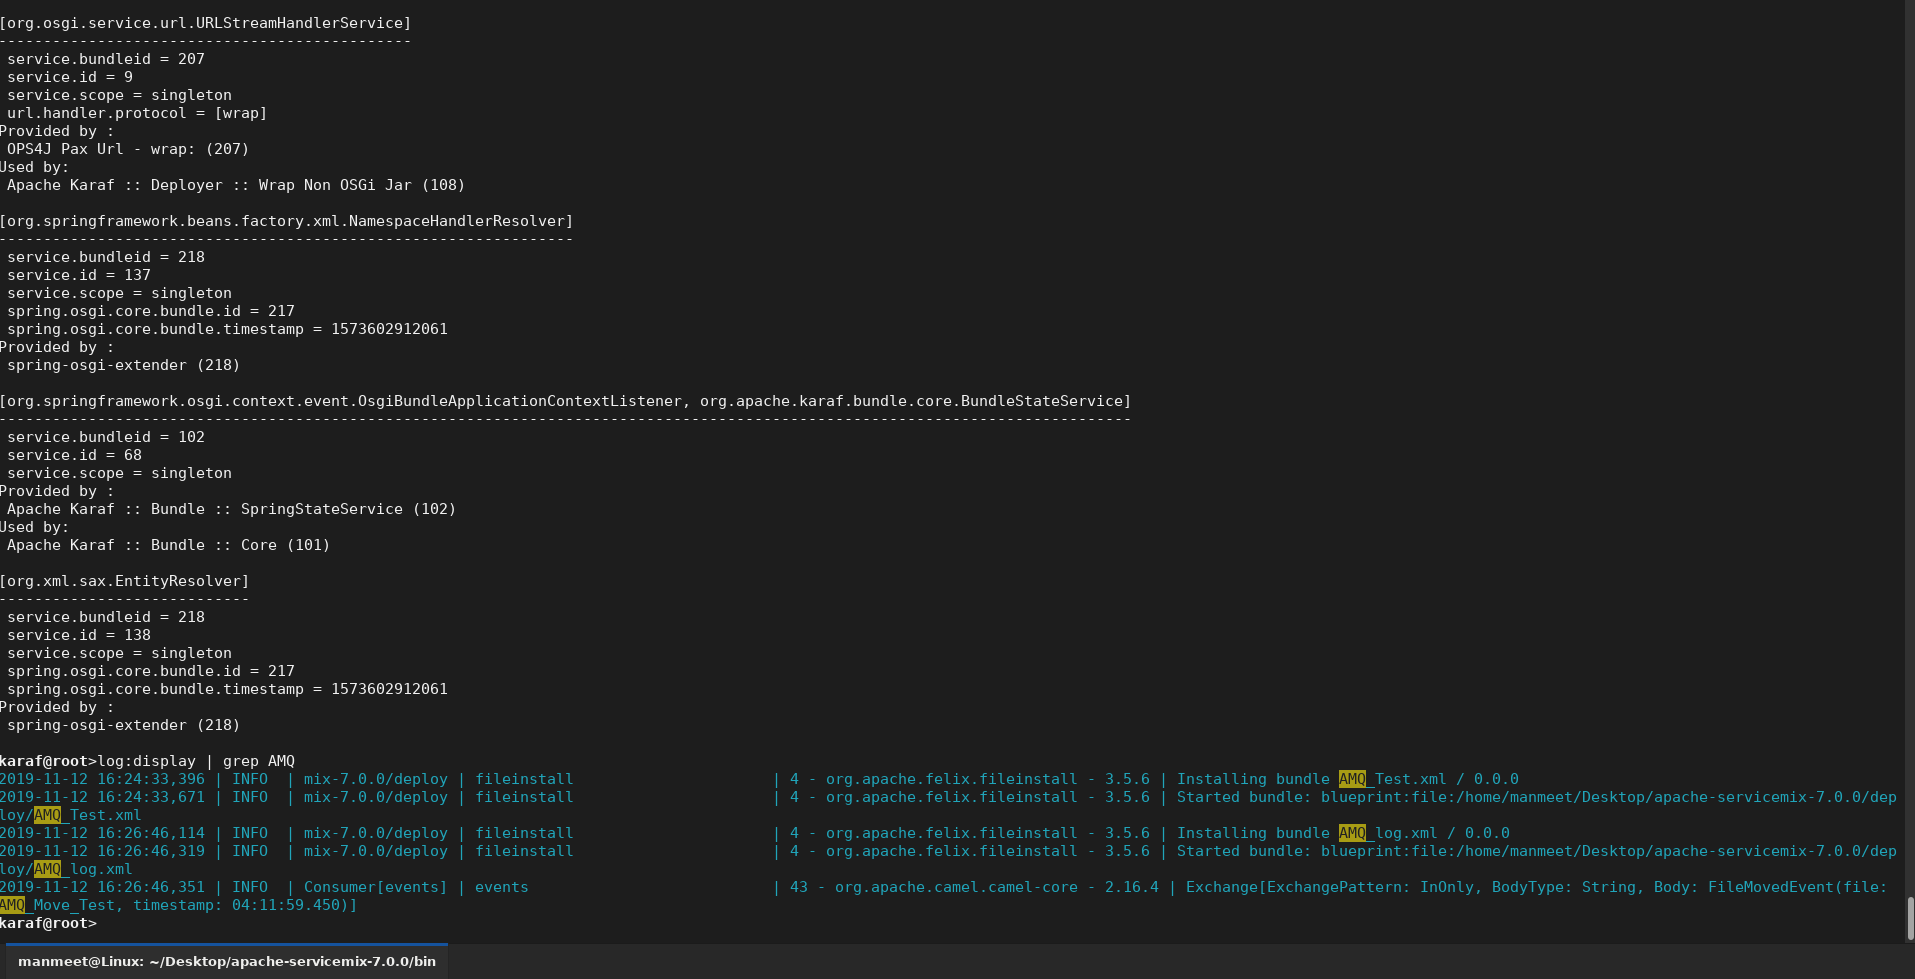 [org.osgi.service.url.URLStreamHandlerService]
----------------------------------------------
 service.bundleid = 207
 service.id = 9
 service.scope = singleton
 url.handler.protocol = [wrap]
Provided by :
 OPS4J Pax Url - wrap: (207)
Used by:
 Apache Karaf :: Deployer :: Wrap Non OSGi Jar (108)

[org.springframework.beans.factory.xml.NamespaceHandlerResolver]
----------------------------------------------------------------
 service.bundleid = 218
 service.id = 137
 service.scope = singleton
 spring.osgi.core.bundle.id = 217
 spring.osgi.core.bundle.timestamp = 1573602912061
Provided by :
 spring-osgi-extender (218)

[org.springframework.osgi.context.event.OsgiBundleApplicationContextListener, org.apache.karaf.bundle.core.BundleStateService]
------------------------------------------------------------------------------------------------------------------------------
 service.bundleid = 102
 service.id = 68
 service.scope = singleton
Provided by :
 Apache Karaf :: Bundle :: SpringStateService (102)
Used by:
 Apache Karaf :: Bundle :: Core (101)

[org.xml.sax.EntityResolver]
----------------------------
 service.bundleid = 218
 service.id = 138
 service.scope = singleton
 spring.osgi.core.bundle.id = 217
 spring.osgi.core.bundle.timestamp = 1573602912061
Provided by :
 spring-osgi-extender (218)

karaf@root>log:display | grep AMQ
2019-11-12 16:24:33,396 | INFO  | mix-7.0.0/deploy | fileinstall                      | 4 - org.apache.felix.fileinstall - 3.5.6 | Installing bundle AMQ_Test.xml / 0.0.0
2019-11-12 16:24:33,671 | INFO  | mix-7.0.0/deploy | fileinstall                      | 4 - org.apache.felix.fileinstall - 3.5.6 | Started bundle: blueprint:file:/home/manmeet/Desktop/apache-servicemix-7.0.0/dep
loy/AMQ_Test.xml
2019-11-12 16:26:46,114 | INFO  | mix-7.0.0/deploy | fileinstall                      | 4 - org.apache.felix.fileinstall - 3.5.6 | Installing bundle AMQ_log.xml / 0.0.0
2019-11-12 16:26:46,319 | INFO  | mix-7.0.0/deploy | fileinstall                      | 4 - org.apache.felix.fileinstall - 3.5.6 | Started bundle: blueprint:file:/home/manmeet/Desktop/apache-servicemix-7.0.0/dep
loy/AMQ_log.xml
2019-11-12 16:26:46,351 | INFO  | Consumer[events] | events                           | 43 - org.apache.camel.camel-core - 2.16.4 | Exchange[ExchangePattern: InOnly, BodyType: String, Body: FileMovedEvent(file:
AMQ_Move_Test, timestamp: 04:11:59.450)]
karaf@root>
manmeet@Linux: ~/Desktop/apache-servicemix-7.0.0/bin